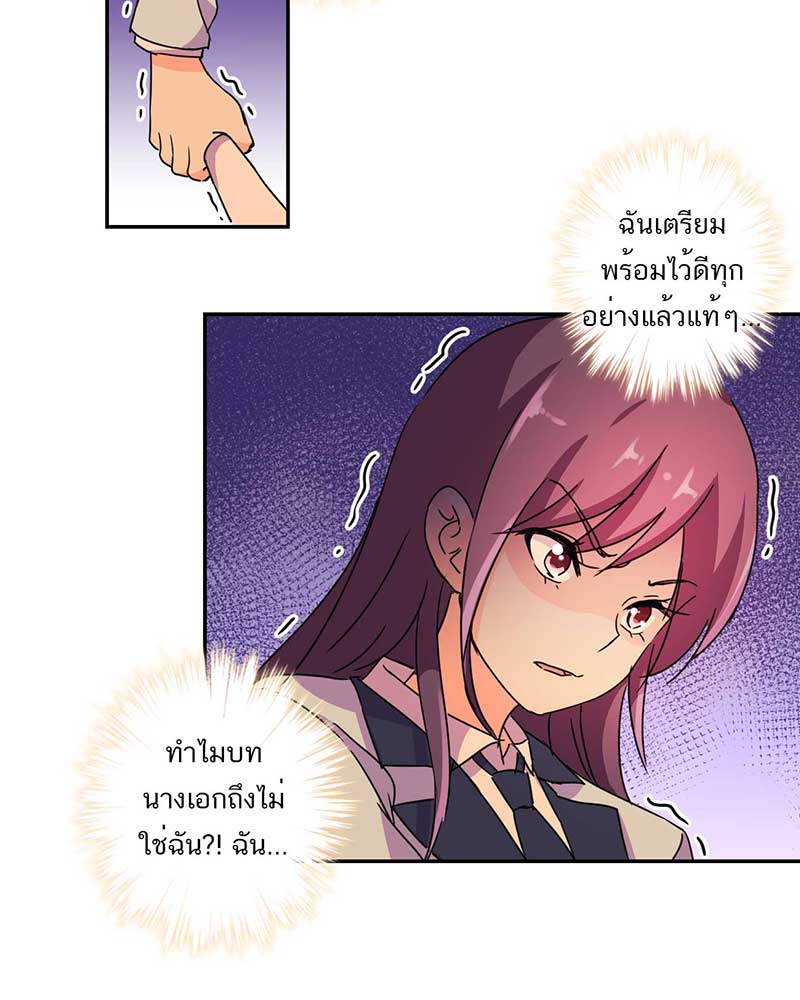 ฉันเตรียม
พร้อมไว้ดีทุก
อย่างแล้วแท้ๆ...
ทำไมบท
นางเอกถึงไม่
ใช่ฉัน?! ฉัน...